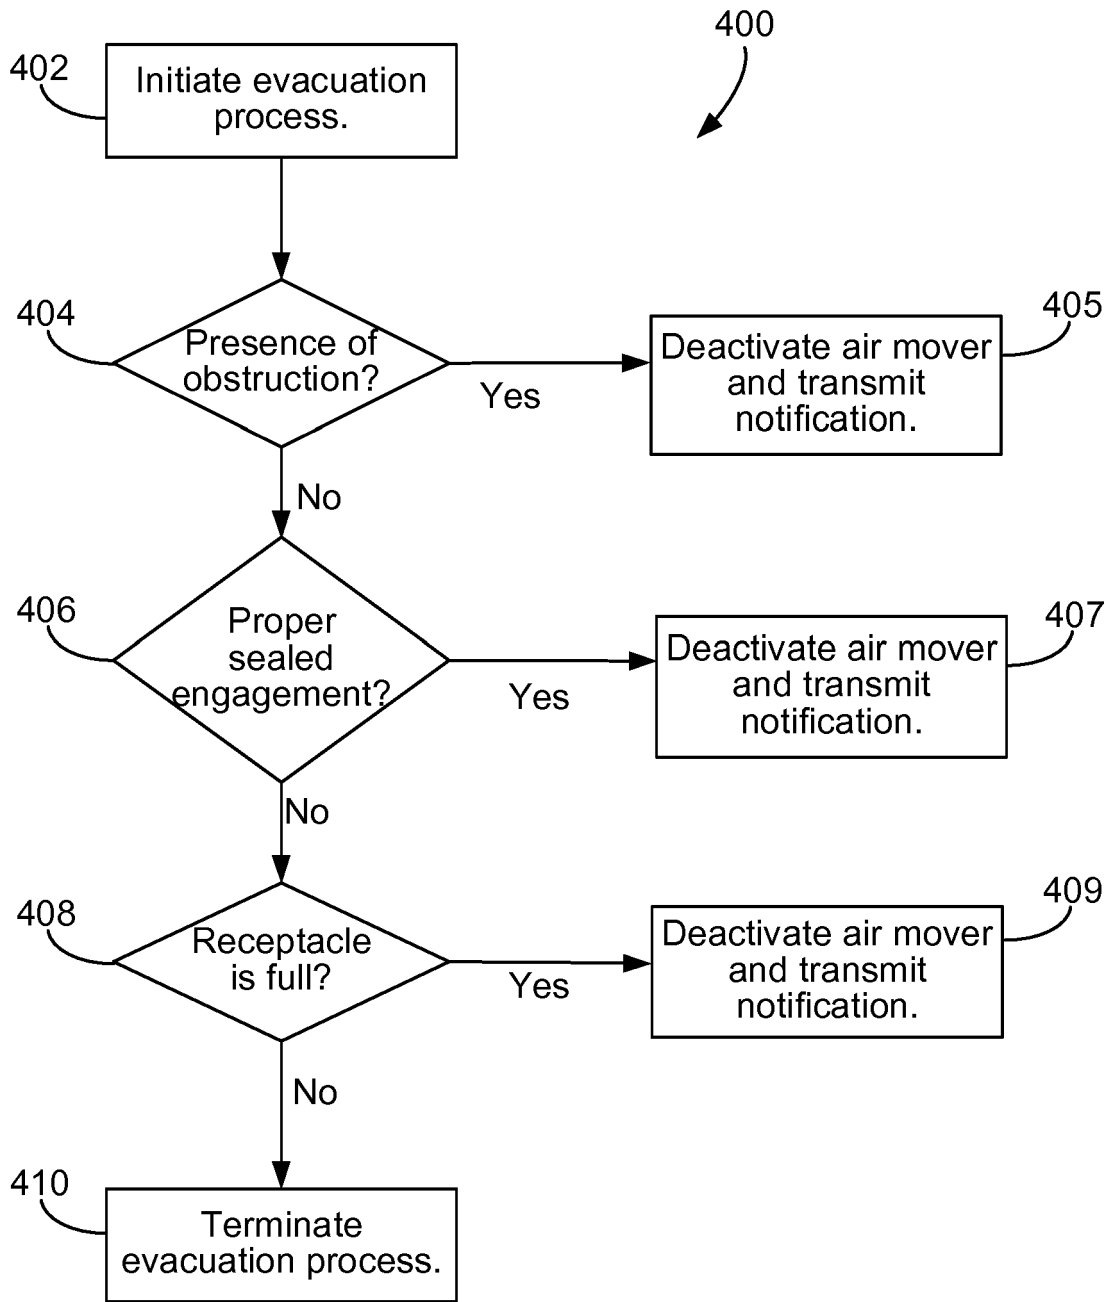 400
402
Initiate evacuation
process.
404
Presence of
obstruction?
Yes
405
Deactivate air mover
and transmit
notification.
No
406
Proper
sealed
engagement?
Yes
407
Deactivate air mover
and transmit
notification.
No
408
Receptacle
is full?
Yes
409
Deactivate air mover
and transmit
notification.
No
410
Terminate
evacuation process.